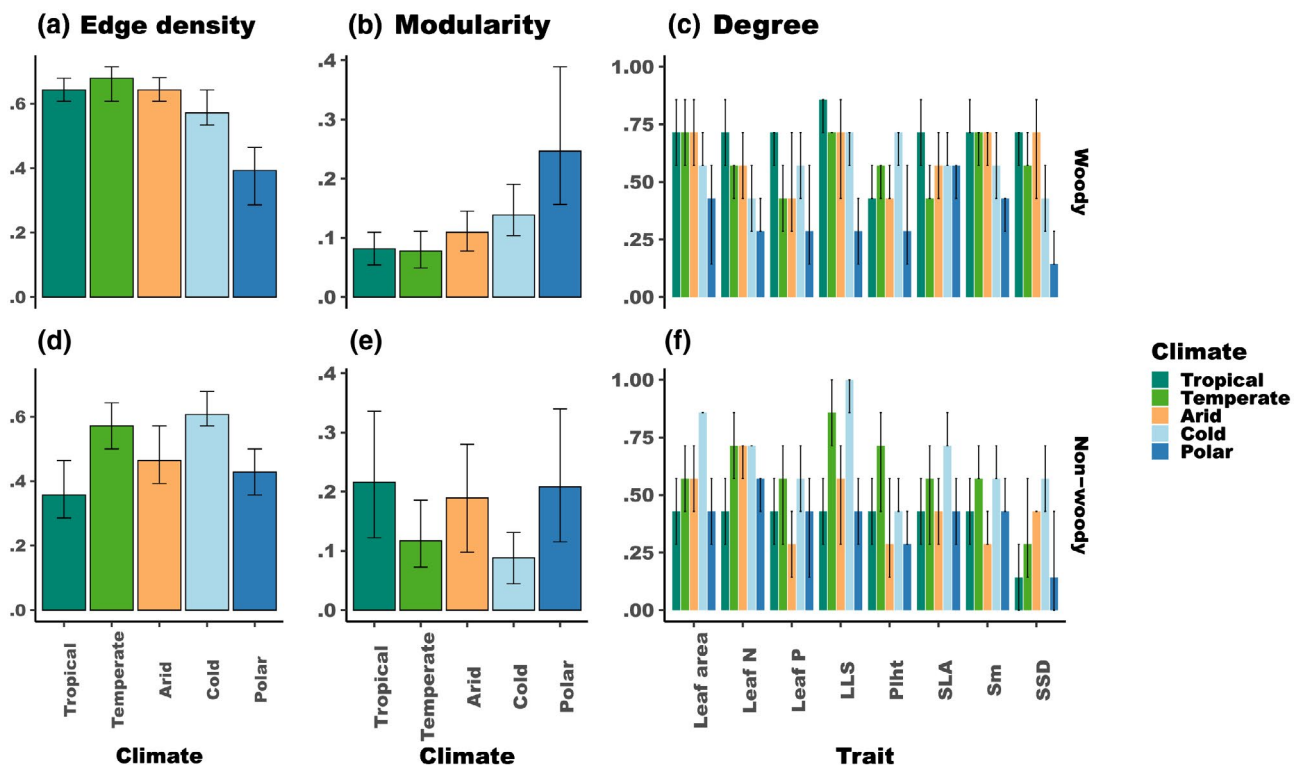 (a) Edge density
(b) Modularity
(c) Degree
.6
.4
.2
.0
.4
.3
.2
.1
.0
1.00
.75
.50
.25
.00
Woody
(d)
(e)
(f)
.6
.4
.2
.0
.4
.3
.2
.1
.0
1.00
.75
.50
.25
.00
Non-woody
Tropical
Temperate
Arid
Cold
Polar
Climate
Tropical
Temperate
Arid
Cold
Polar
Climate
Leaf area
Leaf N
Leaf P
LLS
Plht
SLA
Sm
SSD
Trait
Climate
Tropical
Temperate
Arid
Cold
Polar